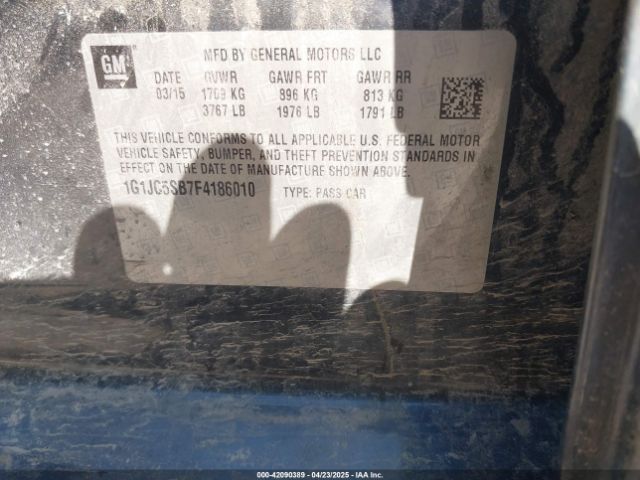 GM
MFD BY GENERAL MOTORS LLC
DATE GVWR GAWR FRT GAWR RR
03/15 1709 KG 896 KG 813 KG
3767 LB 1976 LB 1791 LB
THIS VEHICLE CONFORMS TO ALL APPLICABLE U.S. FEDERAL MOTOR
VEHICLE SAFETY, BUMPER, AND THEFT PREVENTION STANDARDS IN
EFFECT ON THE DATE OF MANUFACTURE SHOWN ABOVE.
1G1JC5SB7F4186010 TYPE: PASS CAR
000-42090389 - 04/23/2025 - IAA Inc.